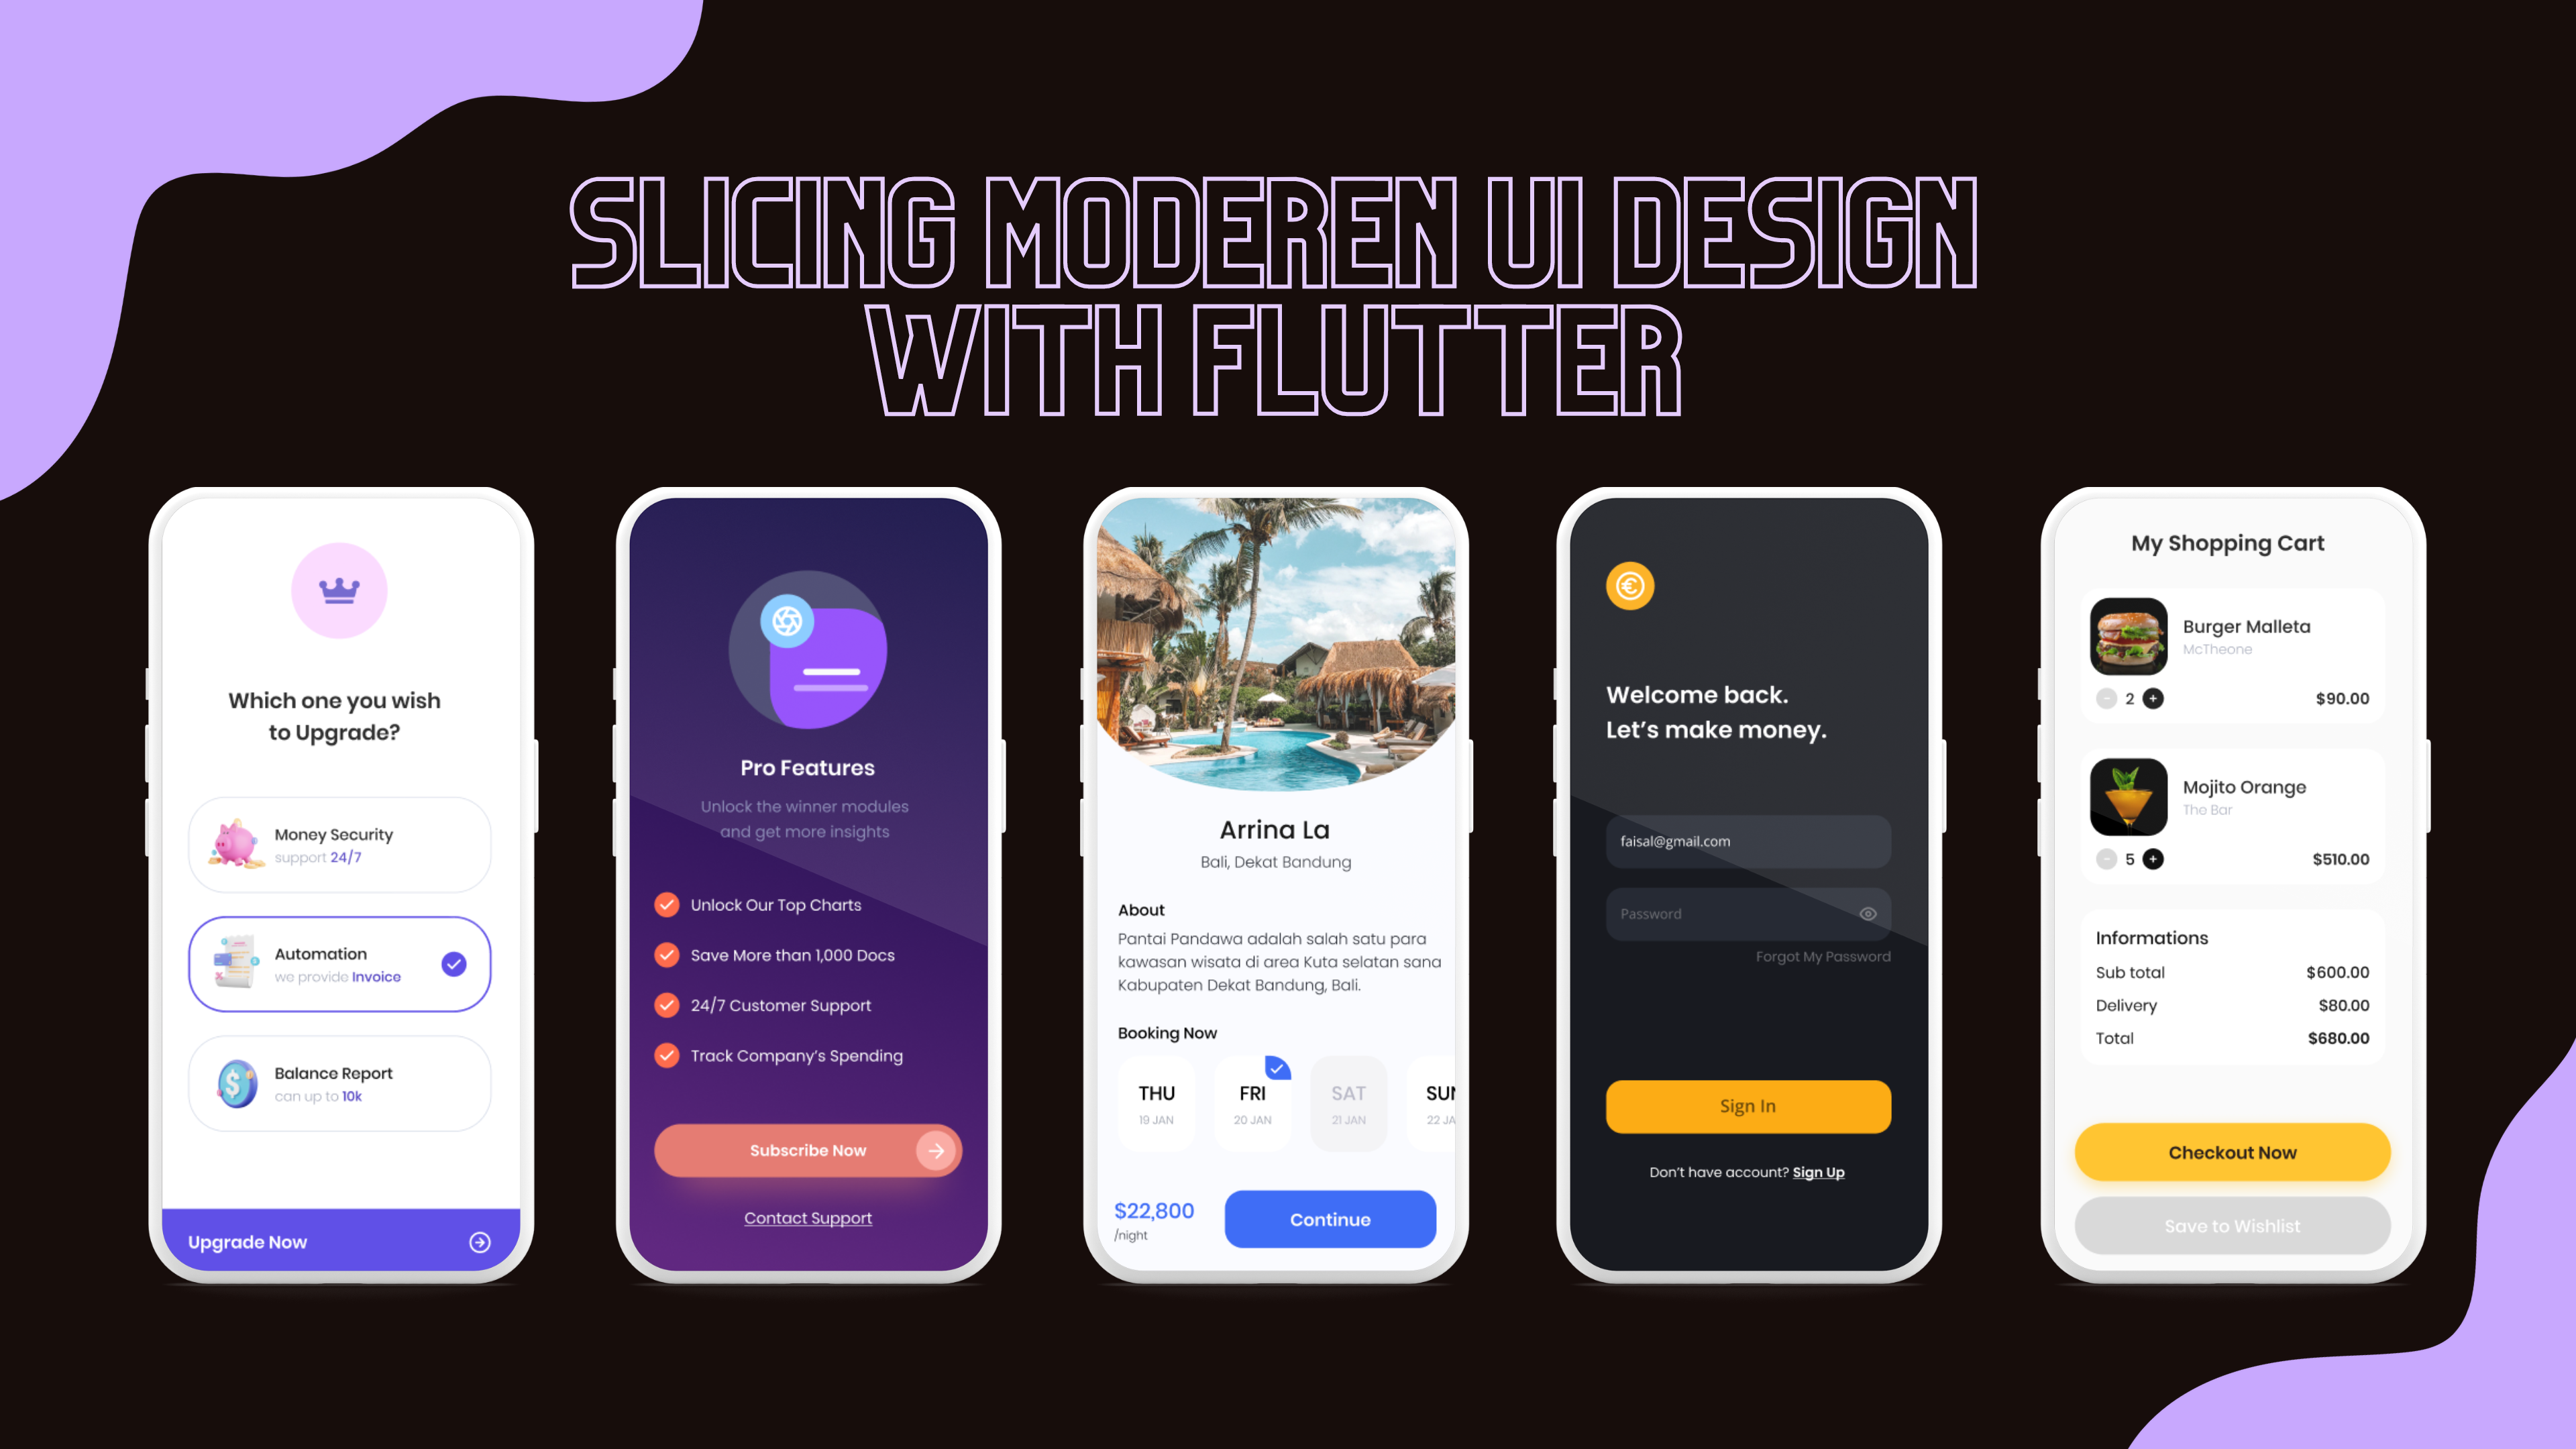 SLICING MODEREN UI DESIGN
WITH FLUTTER
Which one you wish
to Upgrade?
Money Security
support 24/7
Automation
we provide Invoice
Balance Report
can up to 10k
Upgrade Now
Pro Features
Unlock the winner modules
and get more insights
Unlock Our Top Charts
Save More than 1,000 Docs
24/7 Customer Support
Track Company's Spending
Subscribe Now
Contact Support
Arrina La
Bali, Dekat Bandung
About
Pantai Pandawa adalah salah satu para
kawasan wisata di area Kuta selatan sana
Kabupaten Dekat Bandung, Bali.
Booking Now
THU FRI SAT SUN
19 JAN 20 JAN 21 JAN 22 JA
$22,800
/night
Continue
Welcome back.
Let's make money.
faisal@gmail.com
Password
Forgot My Password
Sign In
Don't have account? Sign Up
My Shopping Cart
Burger Malleta
McTheone
2 $90.00
Mojito Orange
The Bar
5 $510.00
Informations
Sub total $600.00
Delivery $80.00
Total $680.00
Checkout Now
Save to Wishlist